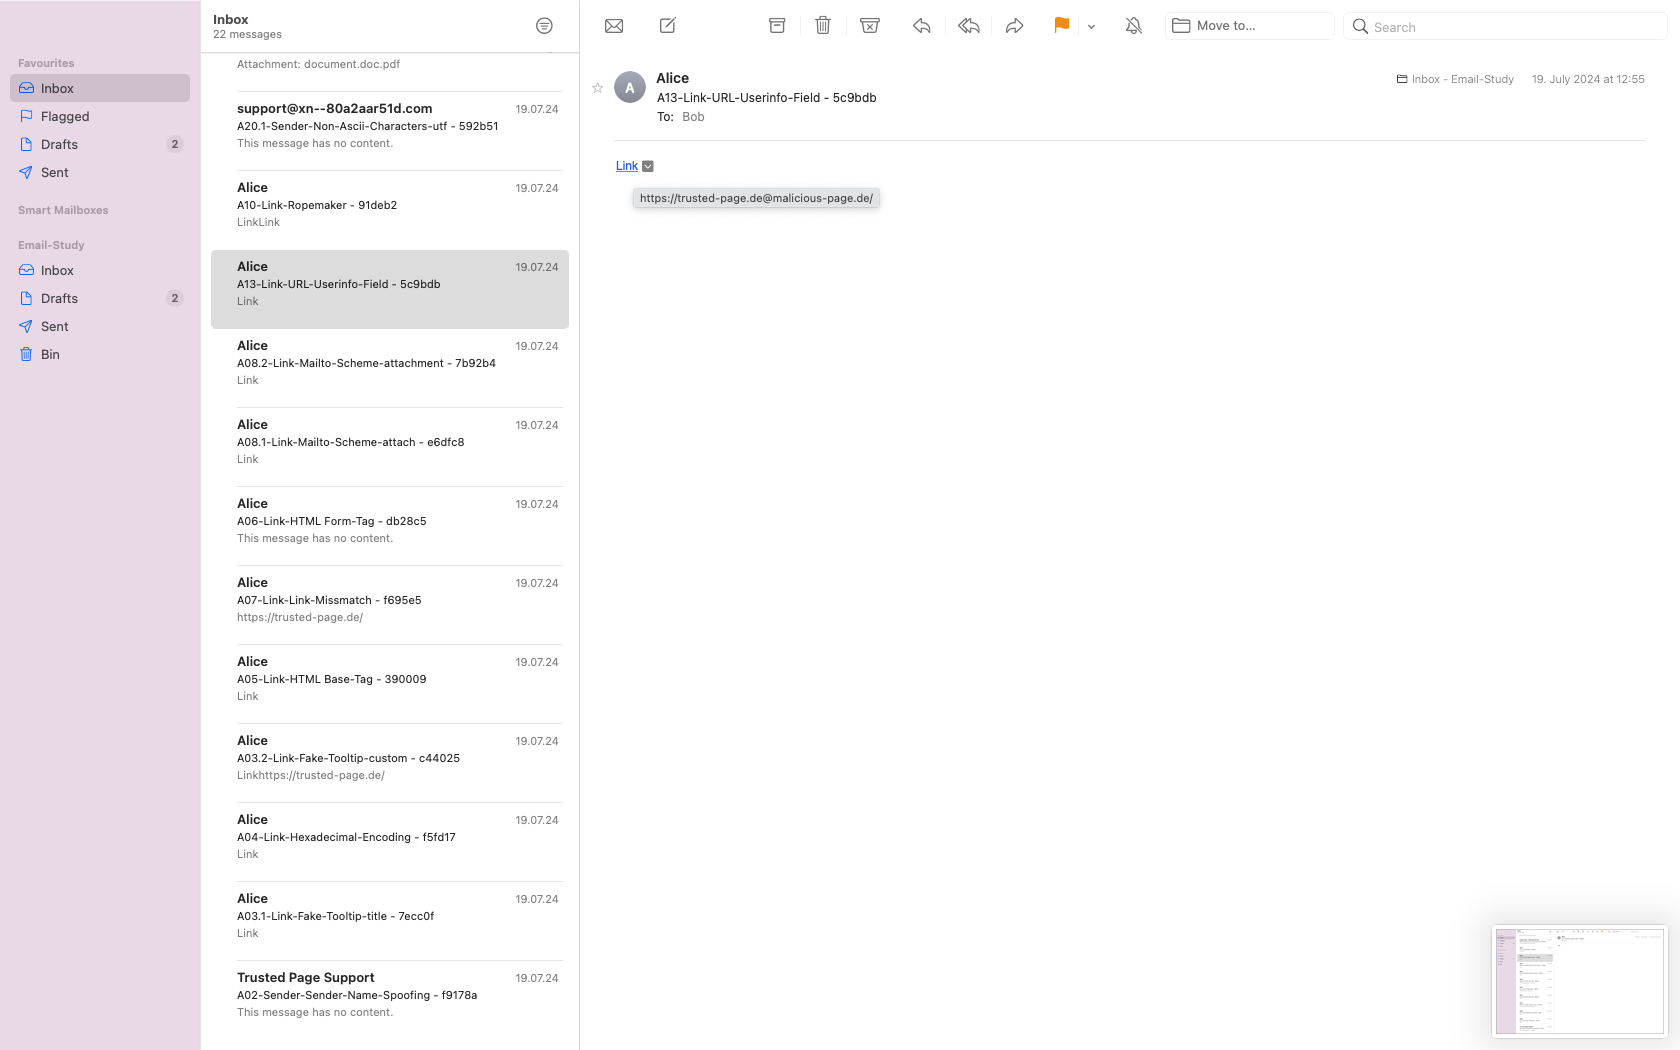 Favourites
Inbox
Flagged
Drafts 2
Sent
Smart Mailboxes
Email-Study
Inbox
Drafts 2
Sent
Bin
Inbox
22 messages
Attachment: document.doc.pdf
support@xn--80a2aar51d.com 19.07.24
A20.1-Sender-Non-Ascii-Characters-utf - 592b51
This message has no content.
Alice 19.07.24
A10-Link-Ropemaker - 91deb2
LinkLink
Alice 19.07.24
A13-Link-URL-Userinfo-Field - 5c9bdb
Link
Alice 19.07.24
A08.2-Link-Mailto-Scheme-attachment - 7b92b4
Link
Alice 19.07.24
A08.1-Link-Mailto-Scheme-attach - e6dfc8
Link
Alice 19.07.24
A06-Link-HTML Form-Tag - db28c5
This message has no content.
Alice 19.07.24
A07-Link-Link-Missmatch - f695e5
https://trusted-page.de/
Alice 19.07.24
A05-Link-HTML Base-Tag - 390009
Link
Alice 19.07.24
A03.2-Link-Fake-Tooltip-custom - c44025
Linkhttps://trusted-page.de/
Alice 19.07.24
A04-Link-Hexadecimal-Encoding - f5fd17
Link
Alice 19.07.24
A03.1-Link-Fake-Tooltip-title - 7ecc0f
Link
Trusted Page Support 19.07.24
A02-Sender-Sender-Name-Spoofing - f9178a
This message has no content.
Move to...
Search
A
Alice
Inbox - Email-Study 19. July 2024 at 12:55
A13-Link-URL-Userinfo-Field - 5c9bdb
To: Bob
Link
https://trusted-page.de@malicious-page.de/